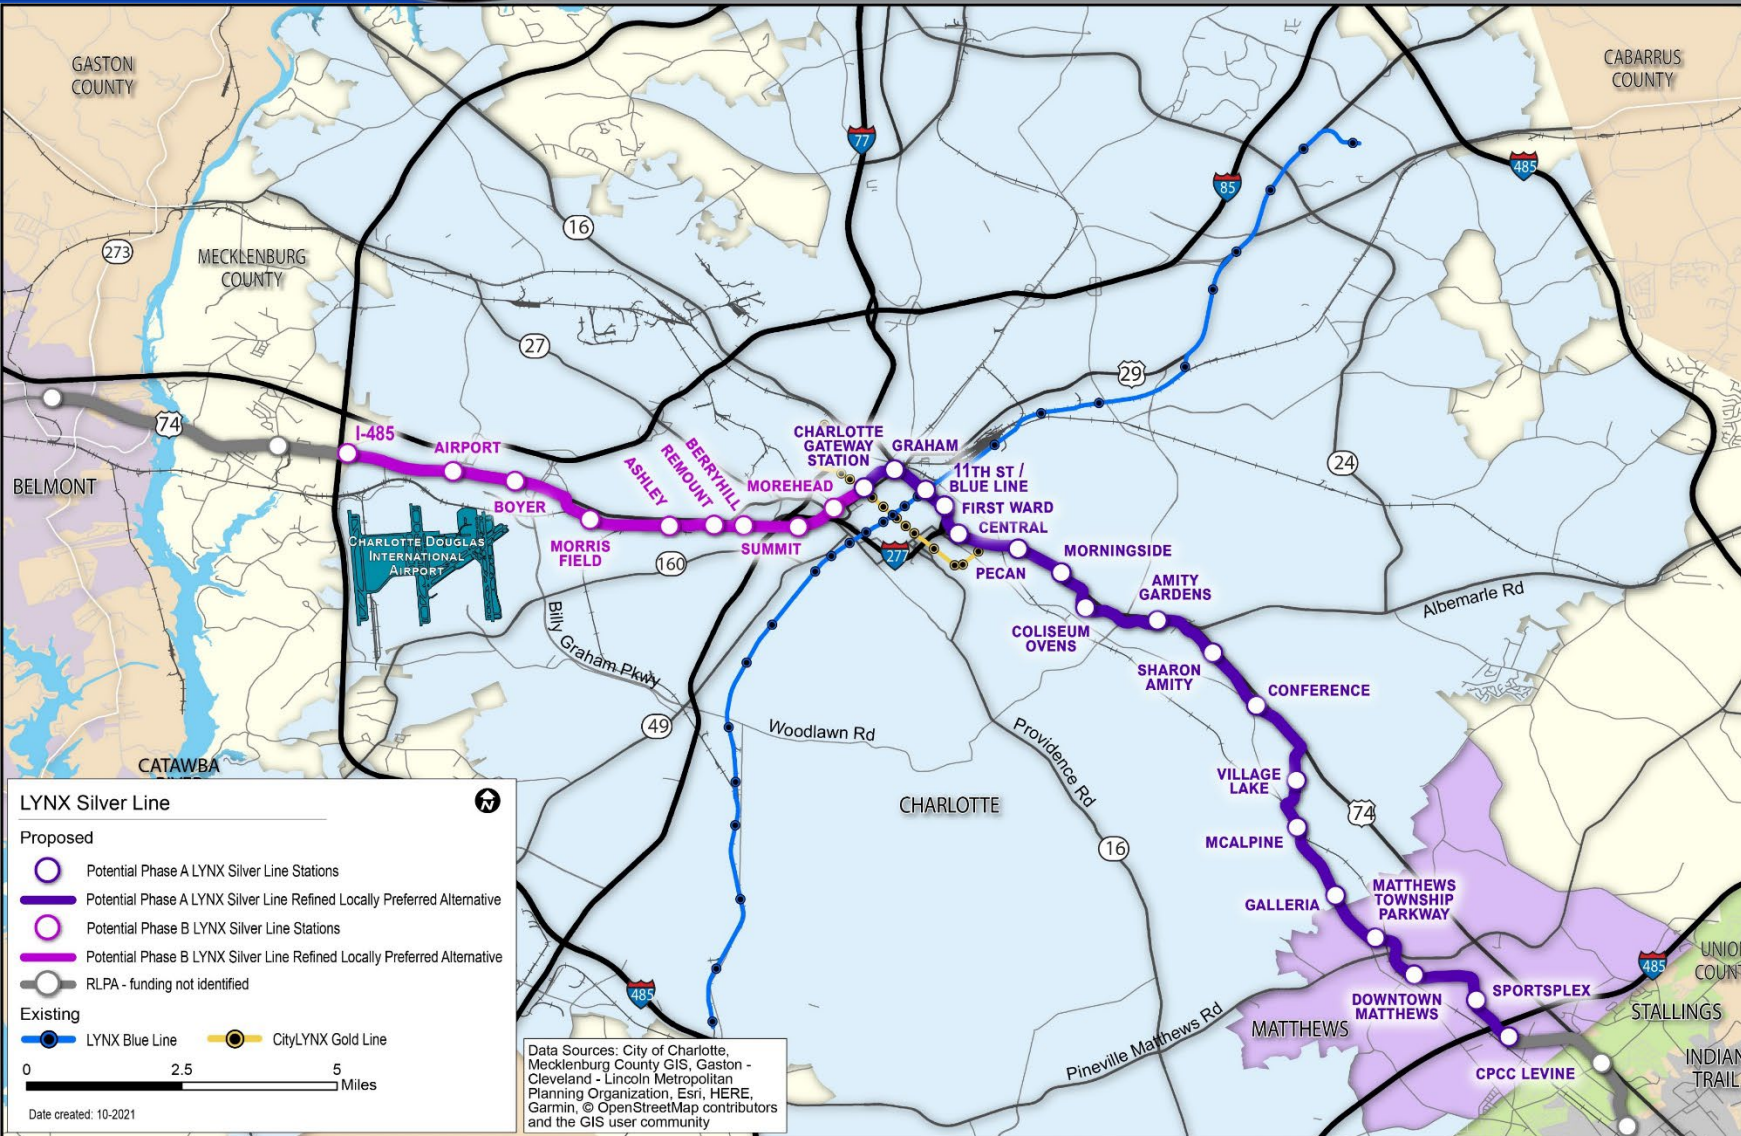 GASTON
COUNTY
CABARRUS
COUNTY
77
485
85
16
273
MECKLENBURG
COUNTY
27
29
74
I-485
AIRPORT
BOYER
MORRIS
FIELD
ASHLEY
REMOUNT
BERRYHILL
SUMMIT
MOREHEAD
CHARLOTTE
GATEWAY
STATION
GRAHAM
11TH ST /
BLUE LINE
FIRST WARD
CENTRAL
PECAN
MORNINGSIDE
COLISEUM
OVENS
AMITY
GARDENS
SHARON
AMITY
CONFERENCE
VILLAGE
LAKE
MCALPINE
GALLERIA
MATTHEWS
TOWNSHIP
PARKWAY
DOWNTOWN
MATTHEWS
SPORTSPLEX
CPCC LEVINE
BELMONT
CHARLOTTE DOUGLAS
INTERNATIONAL
AIRPORT
160
277
24
Albemarle Rd
Billy Graham Pkwy
49
Woodlawn Rd
Providence Rd
CHARLOTTE
16
74
CATAWBA
485
485
STALLINGS
MATTHEWS
Pineville Matthews Rd
LYNX Silver Line
N
Proposed
Potential Phase A LYNX Silver Line Stations
Potential Phase A LYNX Silver Line Refined Locally Preferred Alternative
Potential Phase B LYNX Silver Line Stations
Potential Phase B LYNX Silver Line Refined Locally Preferred Alternative
RLPA - funding not identified
Existing
LYNX Blue Line
CityLYNX Gold Line
0 2.5 5
Miles
Date created: 10-2021
Data Sources: City of Charlotte,
Mecklenburg County GIS, Gaston -
Cleveland - Lincoln Metropolitan
Planning Organization, Esri, HERE,
Garmin, © OpenStreetMap contributors
and the GIS user community